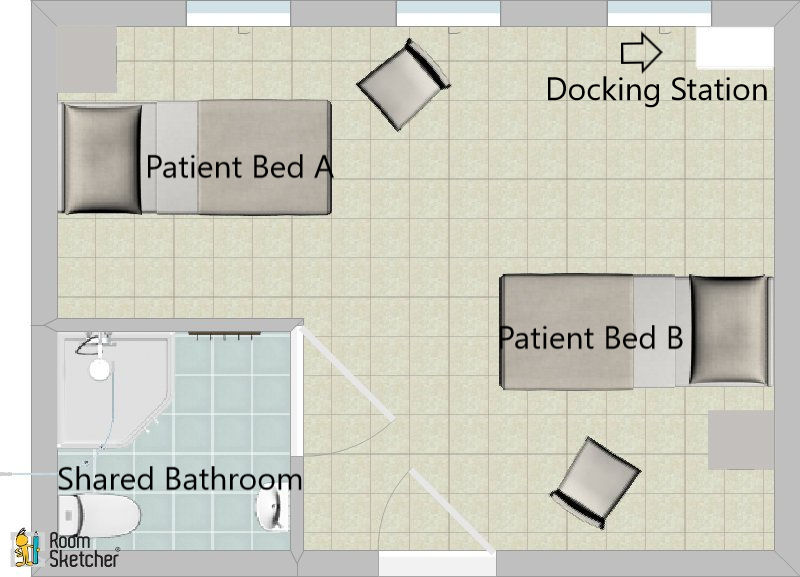 Docking Station
Patient Bed A
Patient Bed B
Shared Bathroom
Room
Sketcher